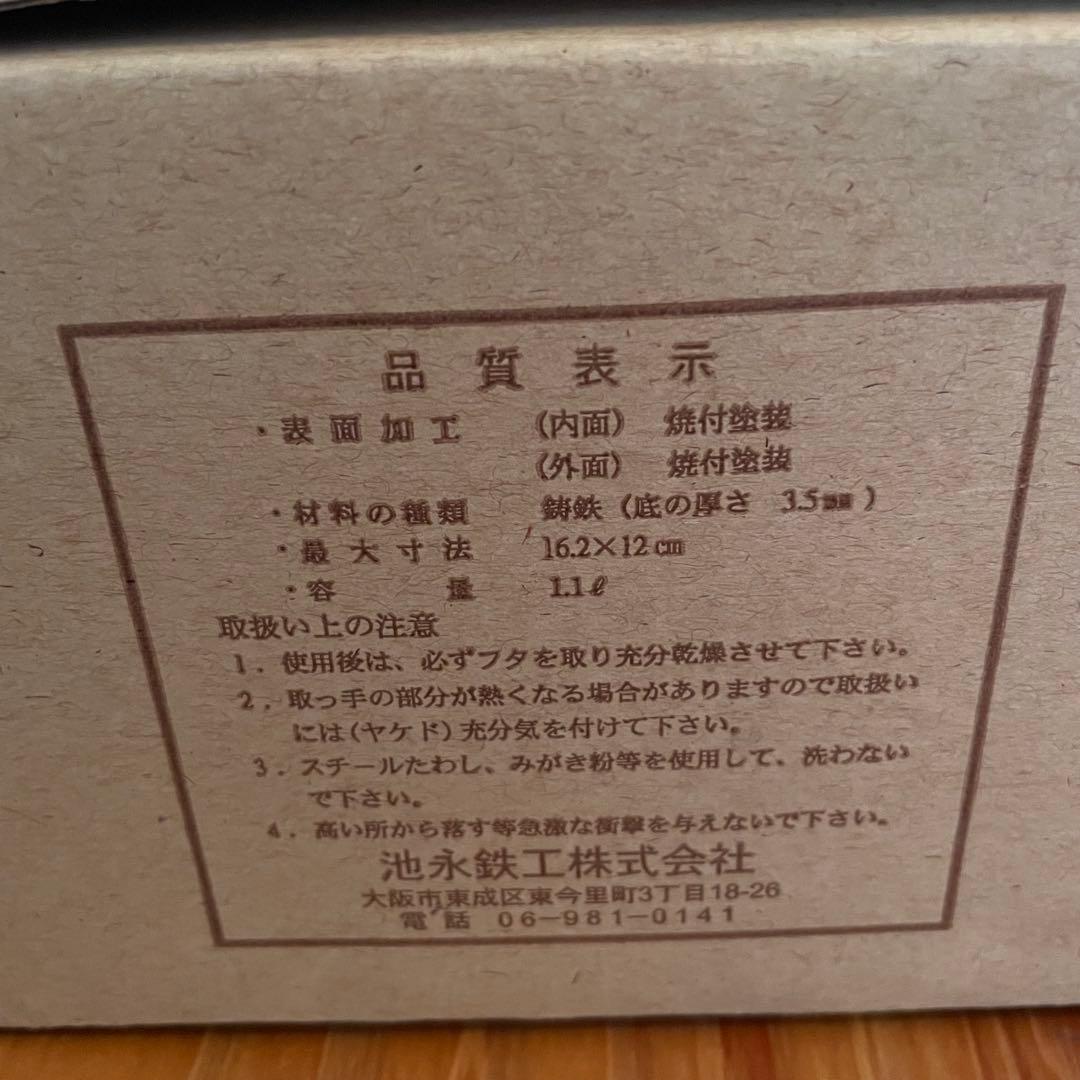 品質表示
・表面加工 (内面) 焼付塗装
(外面) 焼付塗装
・材料の種類 鋳鉄 (底の厚さ 3.5㎜)
・最大寸法 16.2×12㎝
・容量 1.1ℓ
取扱い上の注意
1. 使用後は、必ずフタを取り充分乾燥させて下さい。
2. 取っ手の部分が熱くなる場合がありますので取扱い
には(ヤケド)充分気を付けて下さい。
3. スチールたわし、みがき粉等を使用して、洗わない
で下さい。
4. 高い所から落す等急激な衝撃を与えないで下さい。
池永鉄工株式会社
大阪市東成区東今里町3丁目18-26
電話 06-981-0141